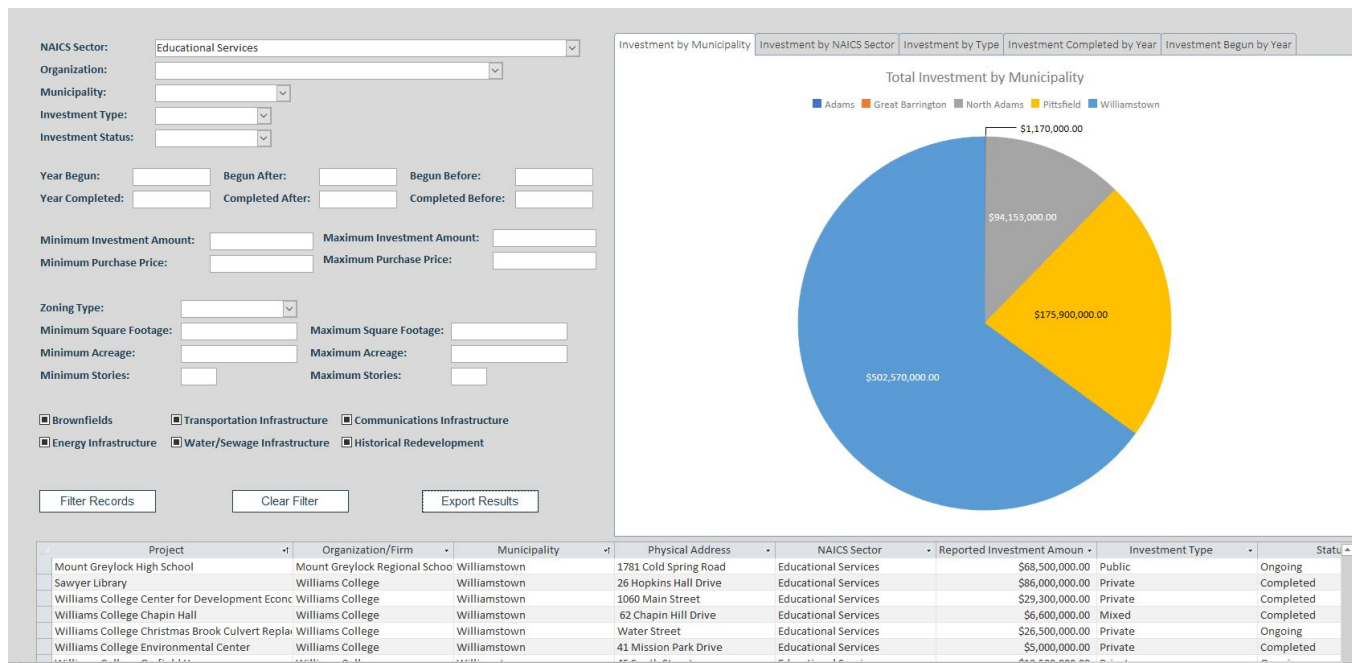 NAICS Sector: Educational Services
Organization:
Municipality:
Investment Type:
Investment Status:
Year Begun: Begun After: Begun Before:
Year Completed: Completed After: Completed Before:
Minimum Investment Amount: Maximum Investment Amount:
Minimum Purchase Price: Maximum Purchase Price:
Zoning Type:
Minimum Square Footage: Maximum Square Footage:
Minimum Acreage: Maximum Acreage:
Minimum Stories: Maximum Stories:
Brownfields Transportation Infrastructure Communications Infrastructure
Energy Infrastructure Water/Sewage Infrastructure Historical Redevelopment
Filter Records Clear Filter Export Results
Investment by Municipality Investment by NAICS Sector Investment by Type Investment Completed by Year Investment Begun by Year
Total Investment by Municipality
Adams Great Barrington North Adams Pittsfield Williamstown
$1,170,000.00
$94,153,000.00
$175,900,000.00
$502,570,000.00
Project Organization/Firm Municipality Physical Address NAICS Sector Reported Investment Amoun Investment Type Statu
Mount Greylock High School Mount Greylock Regional Schoo Williamstown 1781 Cold Spring Road Educational Services $68,500,000.00 Public Ongoing
Sawyer Library Williams College Williamstown 26 Hopkins Hall Drive Educational Services $86,000,000.00 Private Completed
Williams College Center for Development Econc Williams College Williamstown 1060 Main Street Educational Services $29,300,000.00 Private Completed
Williams College Chapin Hall Williams College Williamstown 62 Chapin Hill Drive Educational Services $6,600,000.00 Mixed Completed
Williams College Christmas Brook Culvert Repla Williams College Williamstown Water Street Educational Services $26,500,000.00 Private Ongoing
Williams College Environmental Center Williams College Williamstown 41 Mission Park Drive Educational Services $5,000,000.00 Private Completed